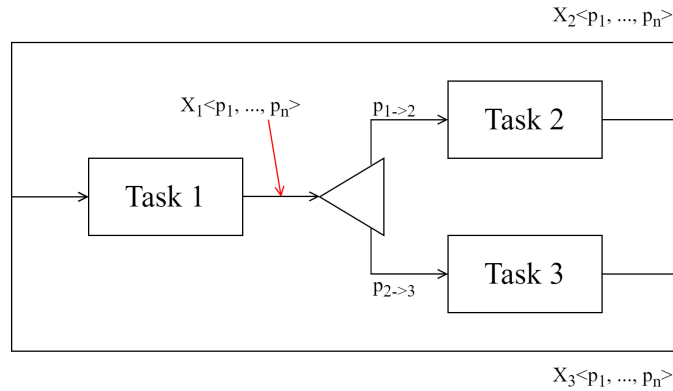 X₂<p₁, ..., pₙ>
X₁<p₁, ..., pₙ>
p₁₋>₂
Task 2
Task 1
Task 3
p₂₋>₃
X₃<p₁, ..., pₙ>